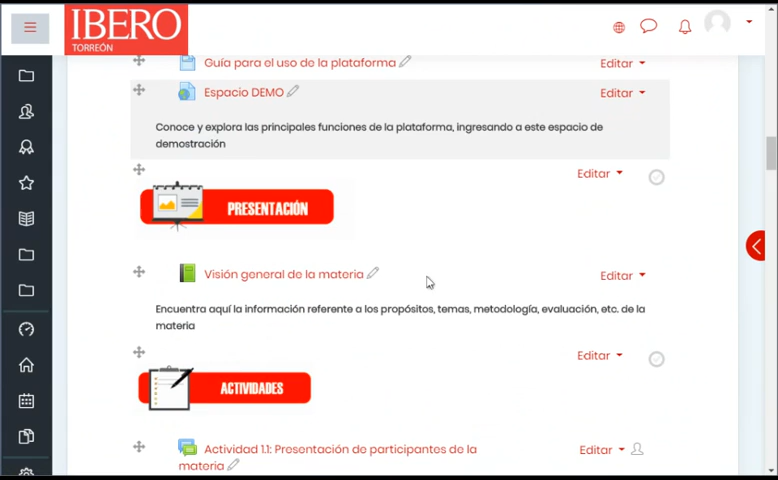 IBERO
TORREÓN
Guía para el uso de la plataforma
Editar
Espacio DEMO
Editar
Conoce y explora las principales funciones de la plataforma, ingresando a este espacio de
demostración
Editar
PRESENTACIÓN
Visión general de la materia
Editar
Encuentra aquí la información referente a los propósitos, temas, metodología, evaluación, etc. de la
materia
Editar
ACTIVIDADES
Actividad 1.1: Presentación de participantes de la
materia
Editar